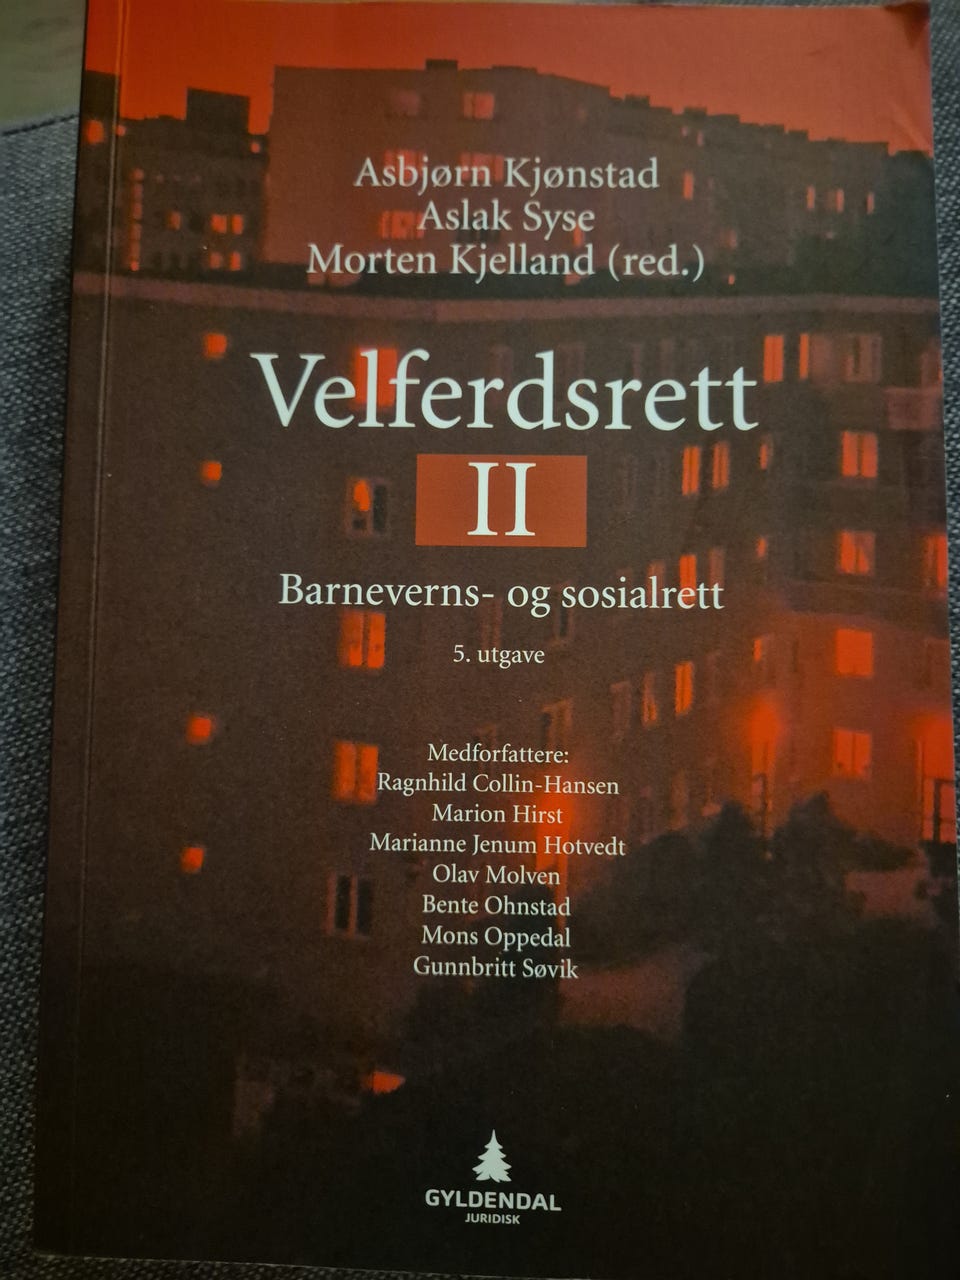 Asbjørn Kjønstad
Aslak Syse
Morten Kjelland (red.)
Velferdsrett
II
Barneverns- og sosialrett
5. utgave
Medforfattere:
Ragnhild Collin-Hansen
Marion Hirst
Marianne Jenum Hotvedt
Olav Molven
Bente Ohnstad
Mons Oppedal
Gunnbritt Søvik
GYLDENDAL
JURIDISK